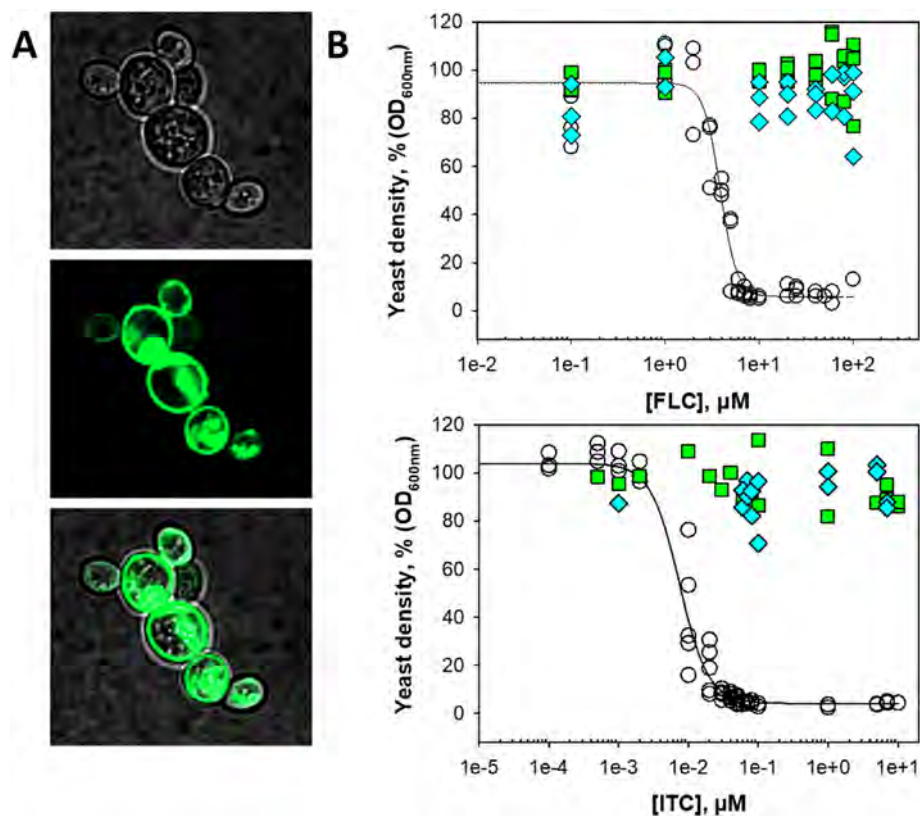 A
B
Yeast density, % (OD600nm)
120
100
80
60
40
20
0
1e-2 1e-1 1e+0 1e+1 1e+2
[FLC], µM
Yeast density, % (OD600nm)
120
100
80
60
40
20
0
1e-5 1e-4 1e-3 1e-2 1e-1 1e+0 1e+1
[ITC], µM